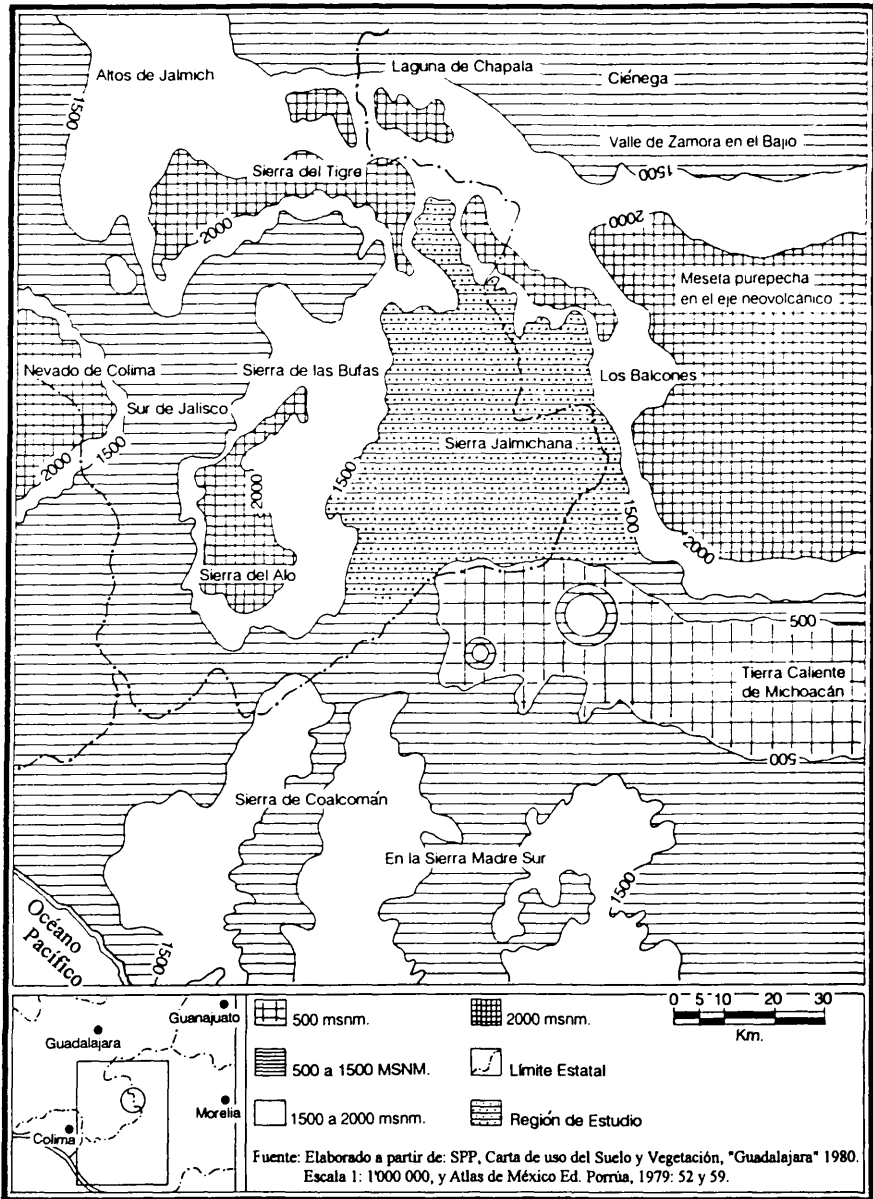 Altos de Jalmich
Laguna de Chapala
Ciénega
1500
Valle de Zamora en el Bajio
1500
Sierra del Tigre
2000
2000
Meseta purepecha
en el eje neovolcánico
Nevado de Colima
Sierra de las Bufas
Los Balcones
Sur de Jalisco
Sierra Jalmichana
2000
1500
2000
1500
1500
2000
Sierra del Alo
500
Tierra Caliente
de Michoacán
500
Sierra de Coalcomán
En la Sierra Madre Sur
1500
Océano
Pacífico
1500
Guanajuato
Guadalajara
Morelia
Colima
500 msnm.
500 a 1500 MSNM.
1500 a 2000 msnm.
2000 msnm.
Límite Estatal
Región de Estudio
0 5 10 20 30
Km.
Fuente: Elaborado a partir de: SPP, Carta de uso del Suelo y Vegetación, "Guadalajara" 1980.
Escala 1: 1'000 000, y Atlas de México Ed. Porrúa, 1979: 52 y 59.